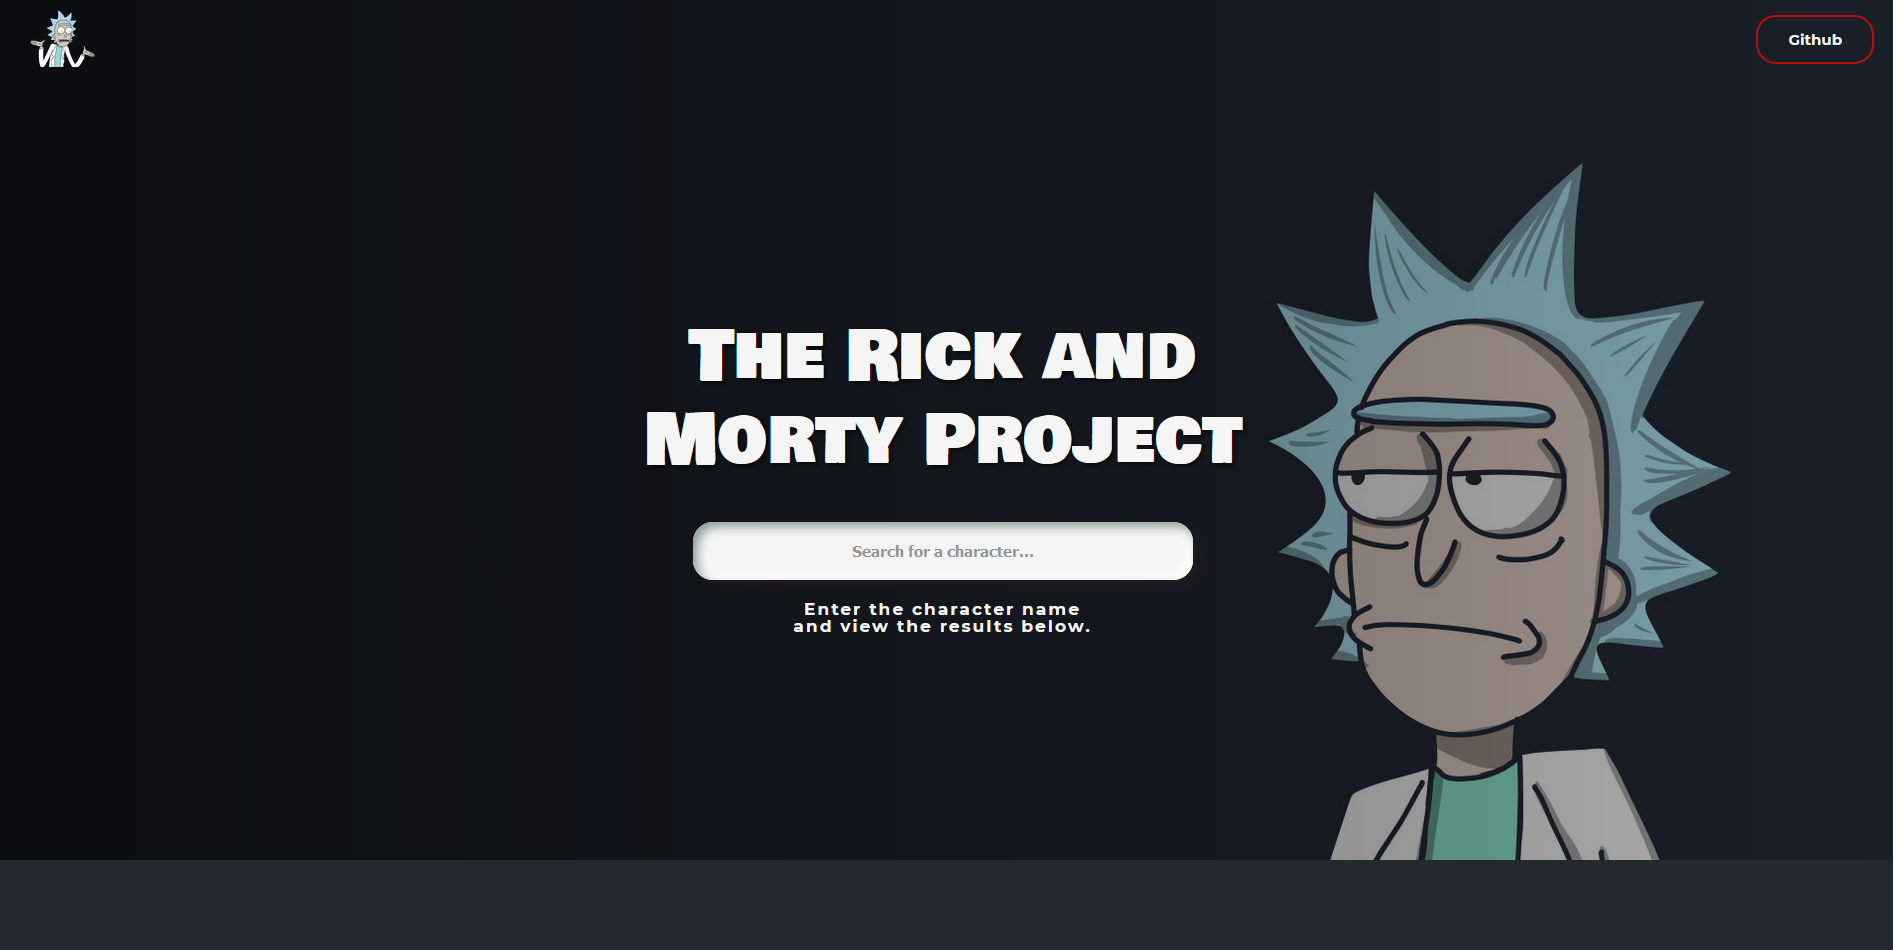 Github
The Rick and
Morty Project
Search for a character...
Enter the character name
and view the results below.